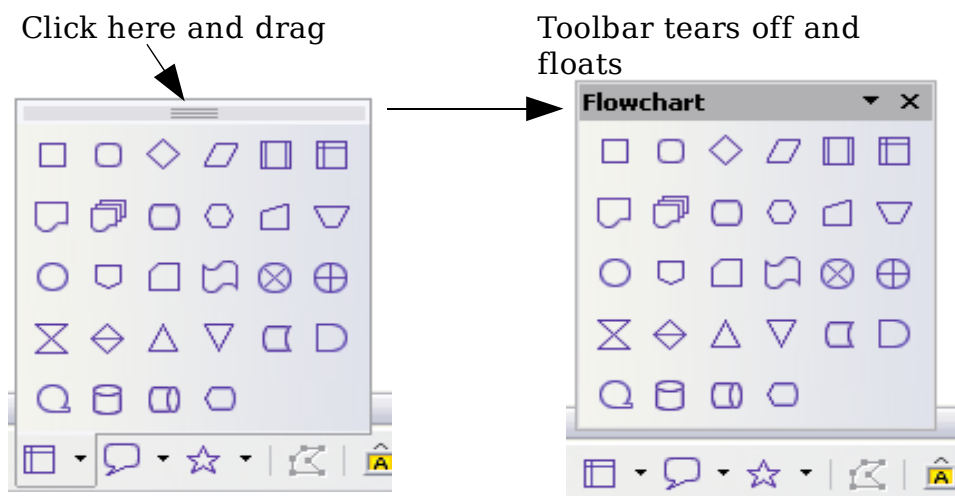 Click here and drag
Toolbar tears off and
floats
Flowchart
A
A